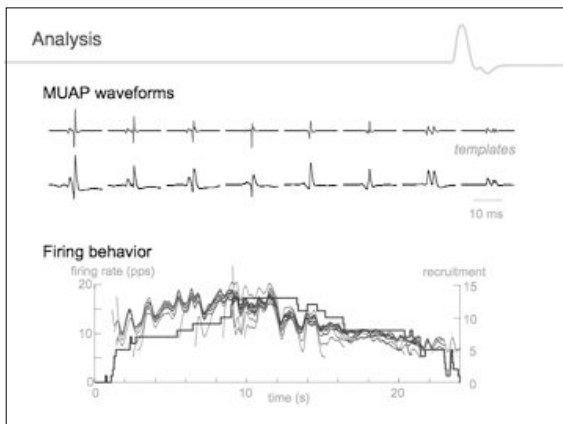 Analysis
MUAP waveforms
templates
10 ms
Firing behavior
firing rate (pps) recruitment
20 15
10
5
0 0
0 10 20
time (s)